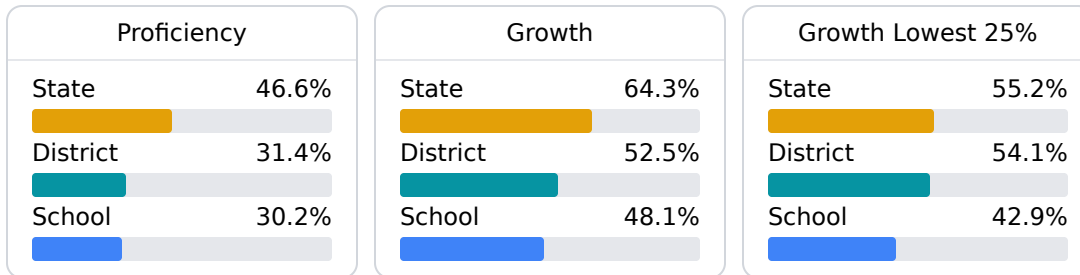 Proficiency
State 46.6%
District 31.4%
School 30.2%
Growth
State 64.3%
District 52.5%
School 48.1%
Growth Lowest 25%
State 55.2%
District 54.1%
School 42.9%